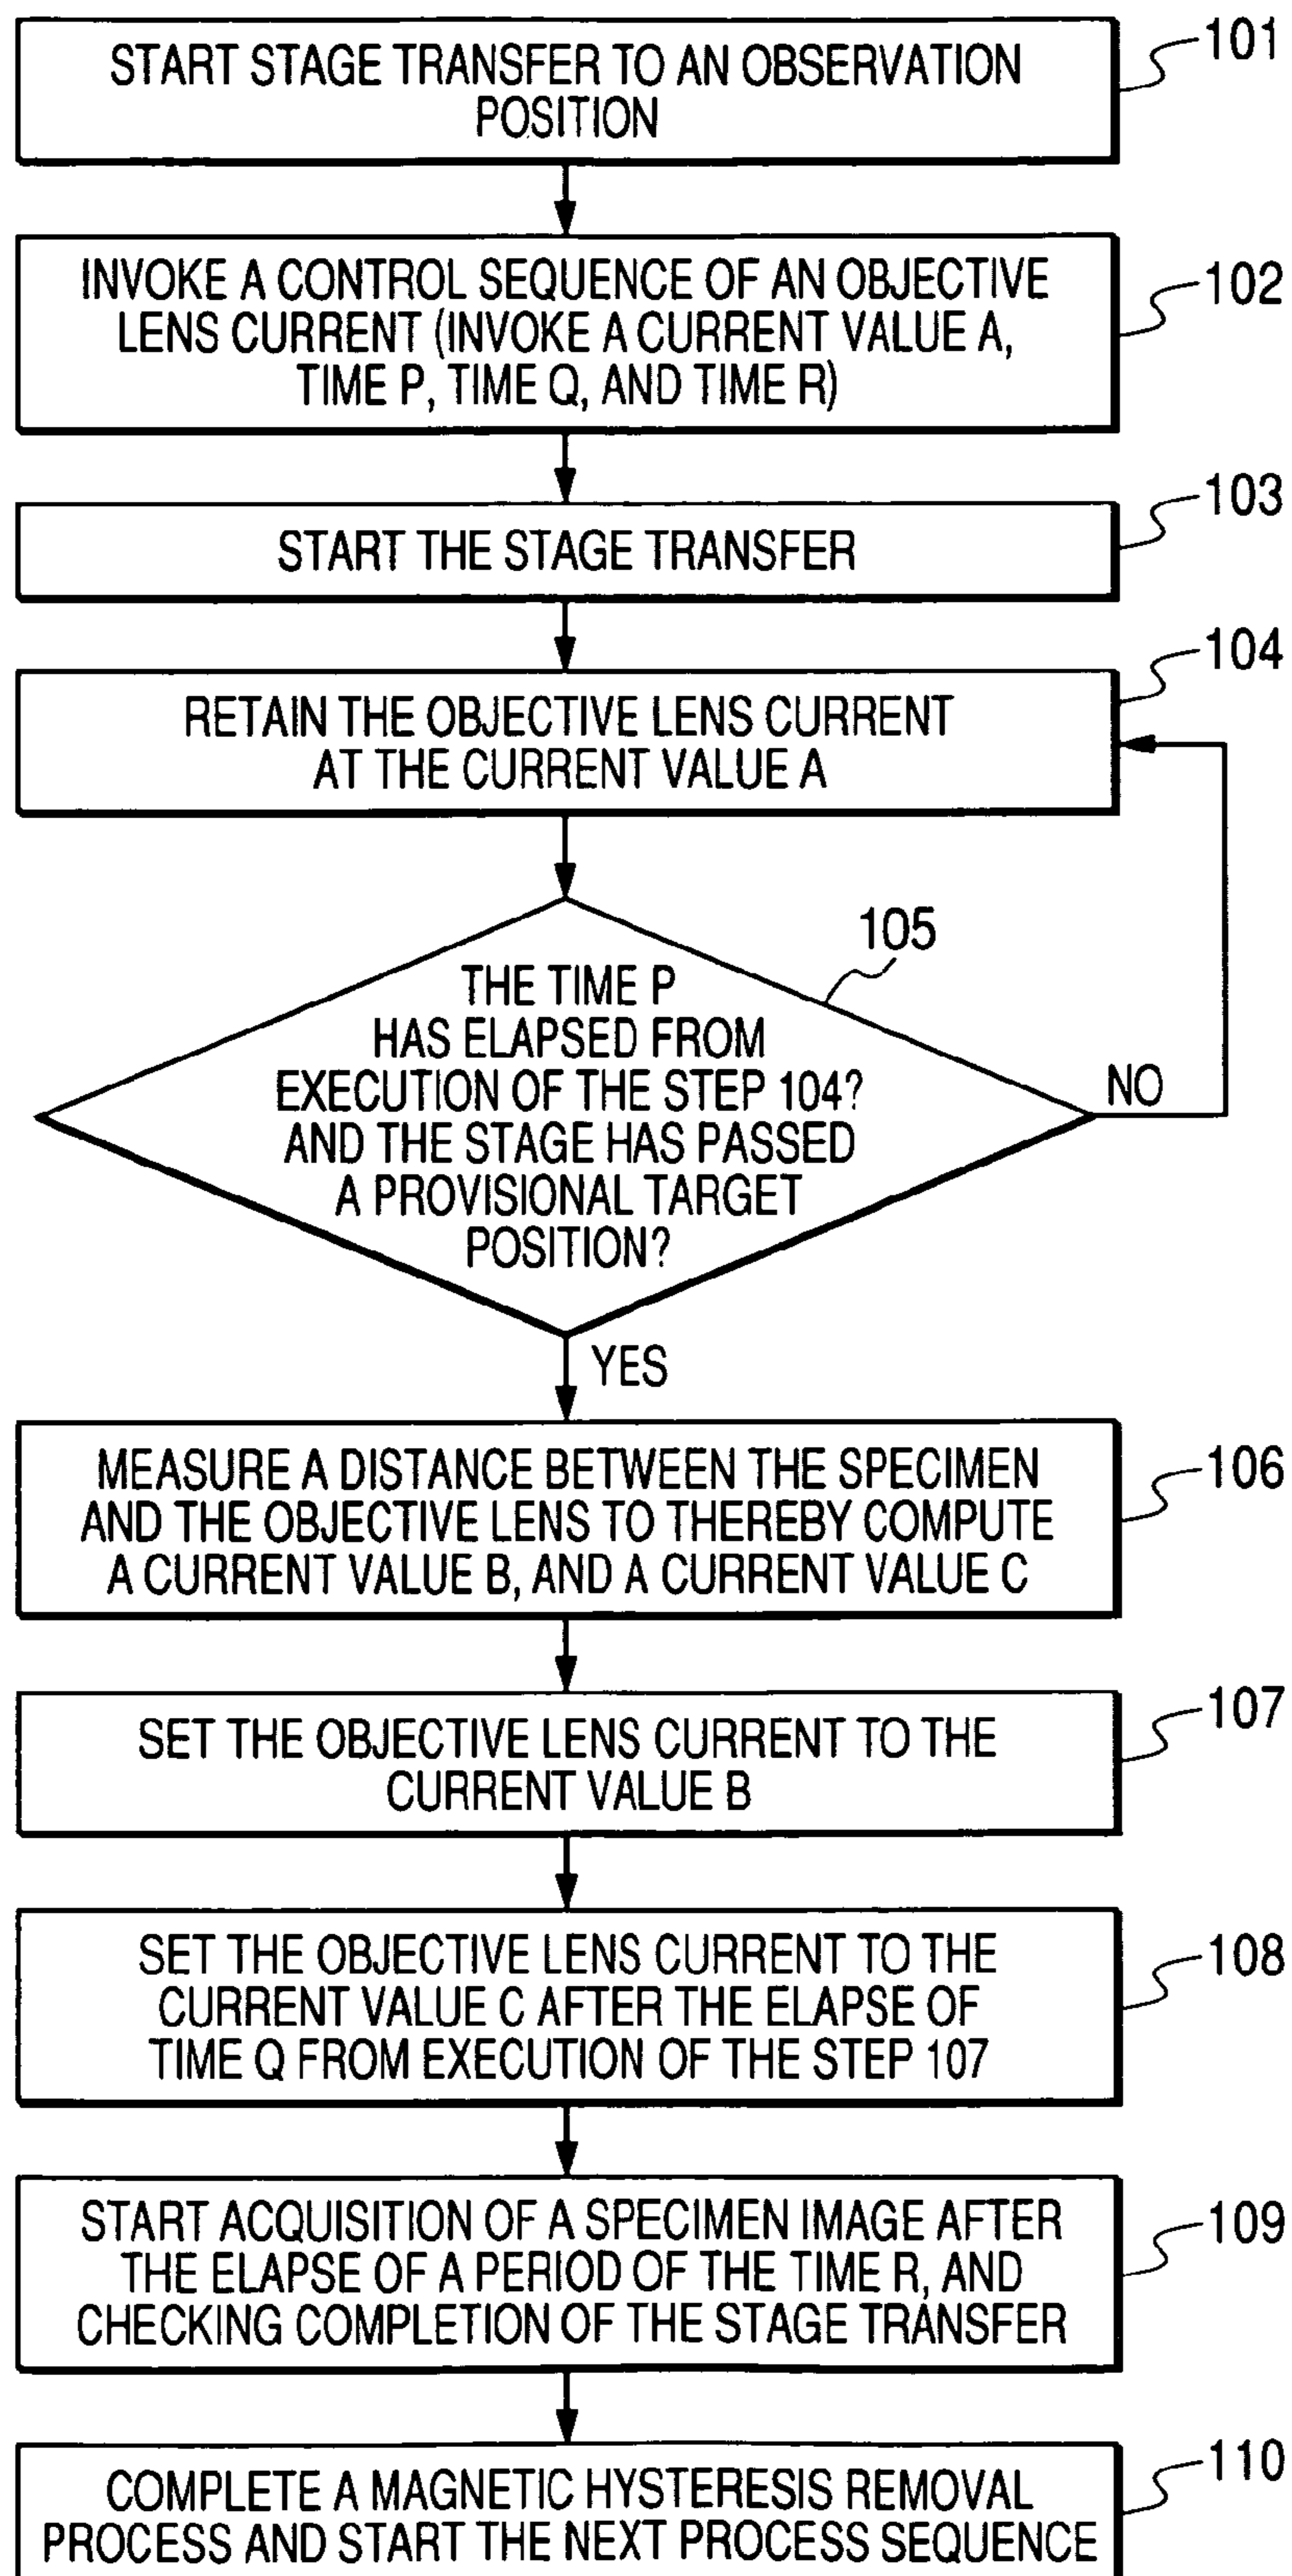 START STAGE TRANSFER TO AN OBSERVATION
POSITION
101
INVOKE A CONTROL SEQUENCE OF AN OBJECTIVE
LENS CURRENT (INVOKE A CURRENT VALUE A,
TIME P, TIME Q, AND TIME R)
102
START THE STAGE TRANSFER
103
RETAIN THE OBJECTIVE LENS CURRENT
AT THE CURRENT VALUE A
104
105
THE TIME P
HAS ELAPSED FROM
EXECUTION OF THE STEP 104?
AND THE STAGE HAS PASSED
A PROVISIONAL TARGET
POSITION?
NO
YES
MEASURE A DISTANCE BETWEEN THE SPECIMEN
AND THE OBJECTIVE LENS TO THEREBY COMPUTE
A CURRENT VALUE B, AND A CURRENT VALUE C
106
SET THE OBJECTIVE LENS CURRENT TO THE
CURRENT VALUE B
107
SET THE OBJECTIVE LENS CURRENT TO THE
CURRENT VALUE C AFTER THE ELAPSE OF
TIME Q FROM EXECUTION OF THE STEP 107
108
START ACQUISITION OF A SPECIMEN IMAGE AFTER
THE ELAPSE OF A PERIOD OF THE TIME R, AND
CHECKING COMPLETION OF THE STAGE TRANSFER
109
COMPLETE A MAGNETIC HYSTERESIS REMOVAL
PROCESS AND START THE NEXT PROCESS SEQUENCE
110